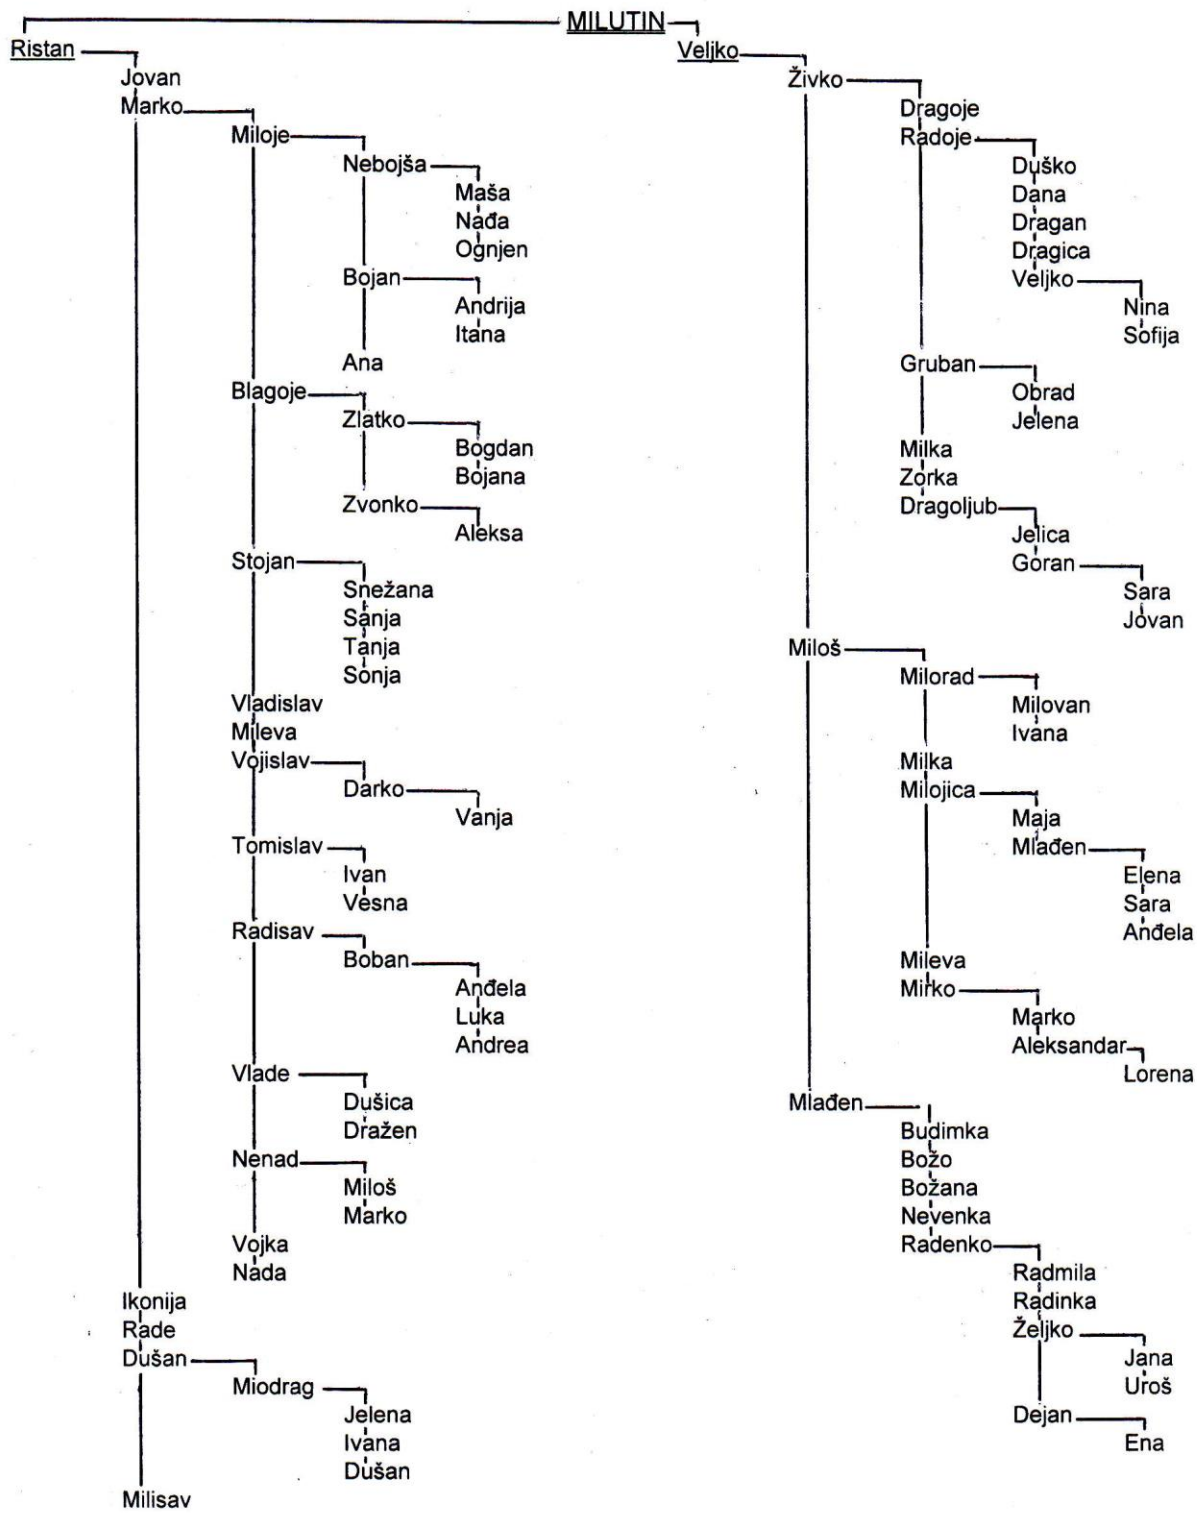 MILUTIN
Ristan
Jovan
Marko
Miloje
Nebojša
Maša
Nađa
Ognjen
Bojan
Andrija
Itana
Ana
Blagoje
Zlatko
Bogdan
Bojana
Zvonko
Aleksa
Stojan
Snežana
Sanja
Tanja
Sonja
Vladislav
Mileva
Vojislav
Darko
Vanja
Tomislav
Ivan
Vesna
Radisav
Boban
Anđela
Luka
Andrea
Vlade
Dušica
Dražen
Nenad
Miloš
Marko
Vojka
Nada
Ikonija
Rade
Dušan
Miodrag
Jelena
Ivana
Dušan
Milisav
Veljko
Živko
Dragoje
Radoje
Duško
Dana
Dragan
Dragica
Veljko
Nina
Sofija
Gruban
Obrad
Jelena
Milka
Zorka
Dragoljub
Jelica
Goran
Sara
Jovan
Miloš
Milorad
Milovan
Ivana
Milka
Milojica
Maja
Mlađen
Elena
Sara
Anđela
Mileva
Mirko
Marko
Aleksandar
Lorena
Mlađen
Budimka
Božo
Božana
Nevenka
Radenko
Radmila
Radinka
Željko
Jana
Uroš
Dejan
Ena